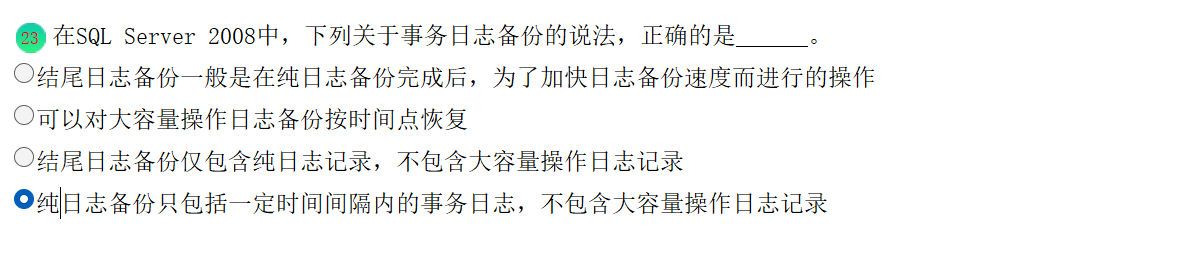 23 在SQL Server 2008中，下列关于事务日志备份的说法，正确的是______。
结尾日志备份一般是在纯日志备份完成后，为了加快日志备份速度而进行的操作
可以对大容量操作日志备份按时间点恢复
结尾日志备份仅包含纯日志记录，不包含大容量操作日志记录
纯日志备份只包括一定时间间隔内的事务日志，不包含大容量操作日志记录